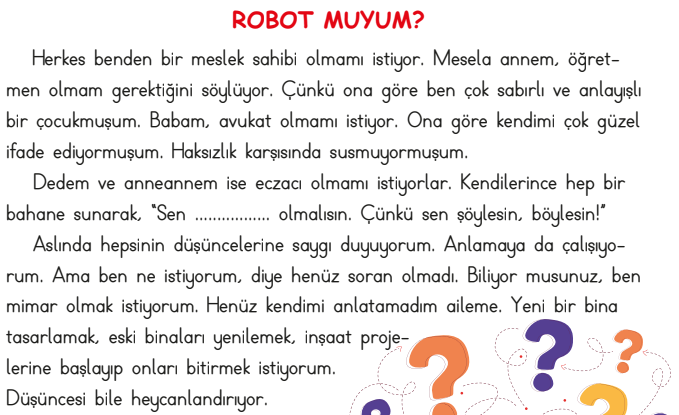 ROBOT MUYUM?
Herkes benden bir meslek sahibi olmamı istiyor. Mesela annem, öğret-
men olmam gerektiğini söylüyor. Çünkü ona göre ben çok sabırlı ve anlayışlı
bir çocukmuşum. Babam, avukat olmamı istiyor. Ona göre kendimi çok güzel
ifade ediyormuşum. Haksızlık karşısında susmuyormuşum.
Dedem ve anneannem ise eczacı olmamı istiyorlar. Kendilerince hep bir
bahane sunarak, “Sen ................. olmalısın. Çünkü sen şöylesin, böylesin!”
Aslında hepsinin düşüncelerine saygı duyuyorum. Anlamaya da çalışıyo-
rum. Ama ben ne istiyorum, diye henüz soran olmadı. Biliyor musunuz, ben
mimar olmak istiyorum. Henüz kendimi anlatamadım aileme. Yeni bir bina
tasarlamak, eski binaları yenilemek, inşaat proje-
lerine başlayıp onları bitirmek istiyorum.
Düşüncesi bile heycanlandırıyor.